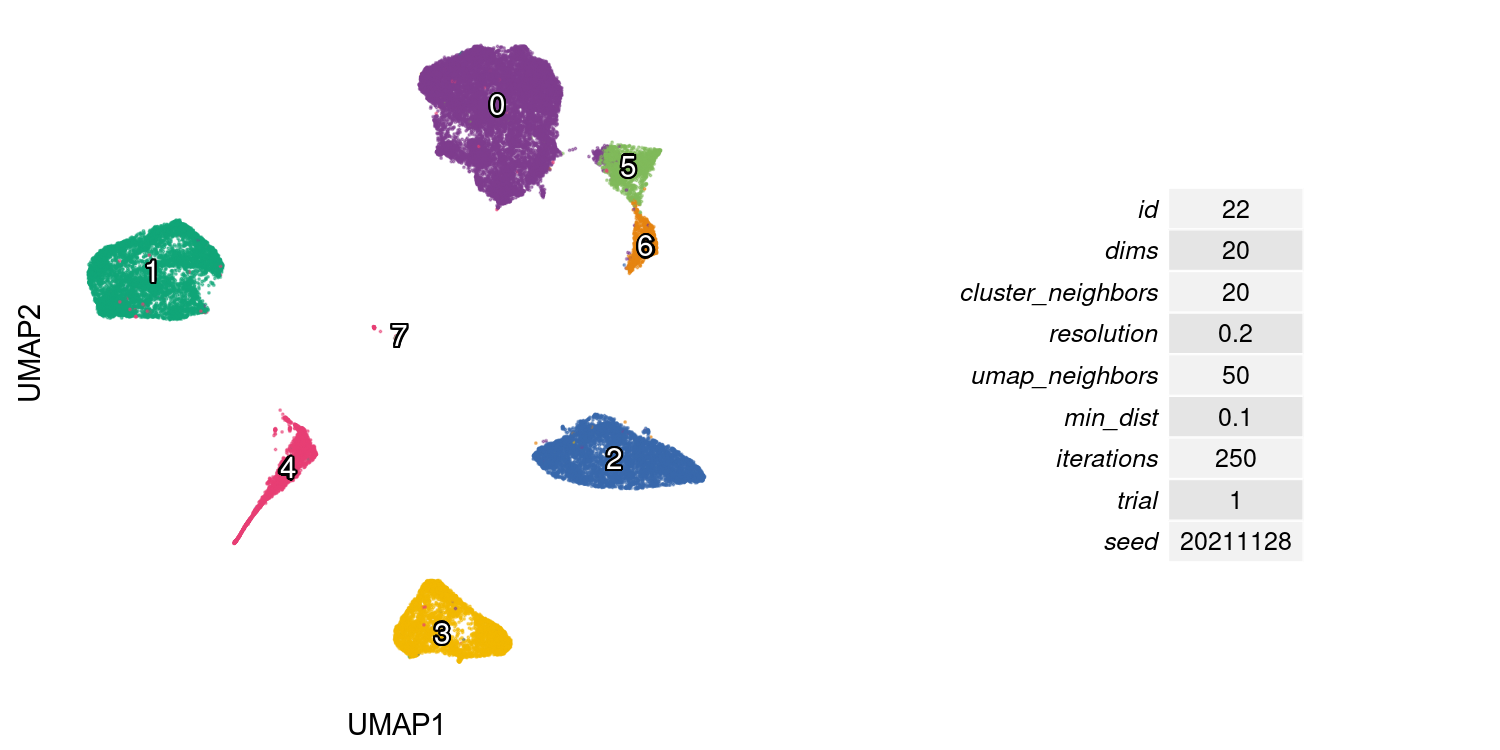 0
5
6
1
7
4
2
3
UMAP1
UMAP2
id 22
dims 20
cluster_neighbors 20
resolution 0.2
umap_neighbors 50
min_dist 0.1
iterations 250
trial 1
seed 20211128